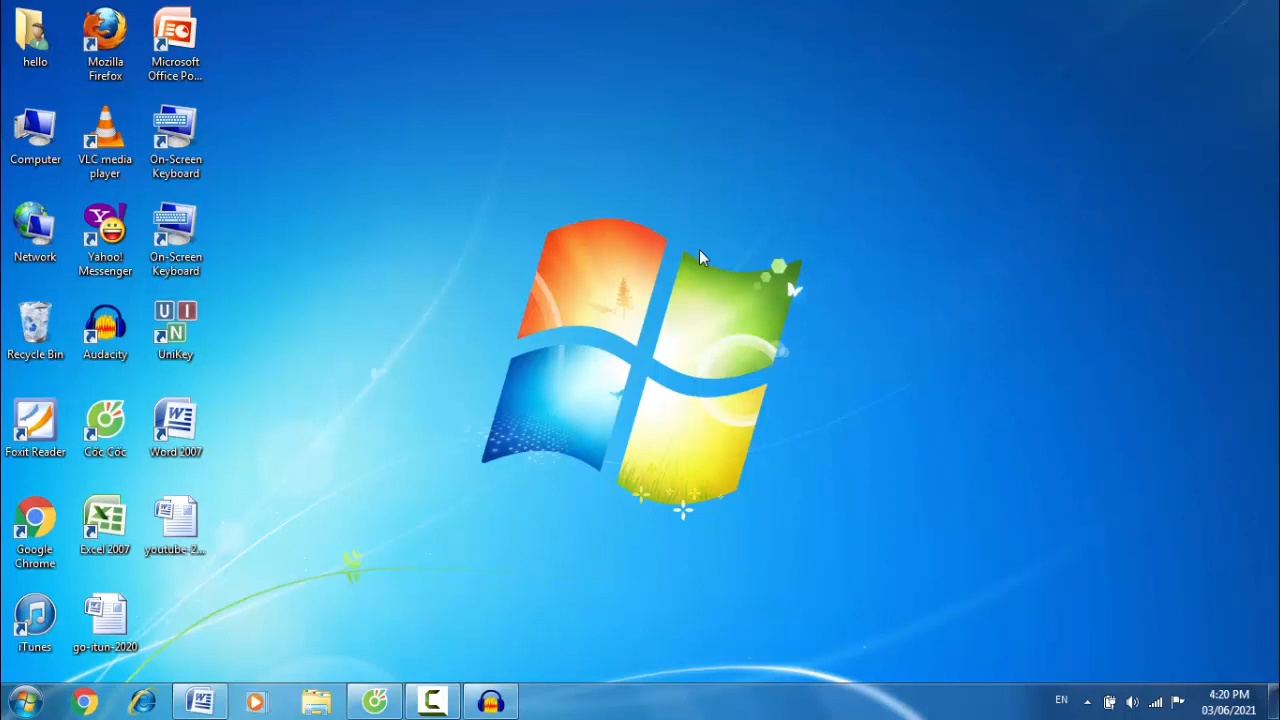 hello
Mozilla
Firefox
Microsoft
Office Po...
Computer
VLC media
player
On-Screen
Keyboard
Network
Yahoo!
Messenger
On-Screen
Keyboard
Recycle Bin
Audacity
U I
N
UniKey
Foxit Reader
Cốc Cốc
Word 2007
Google
Chrome
Excel 2007
youtube-2...
iTunes
go-itun-2020
EN
4:20 PM
03/06/2021